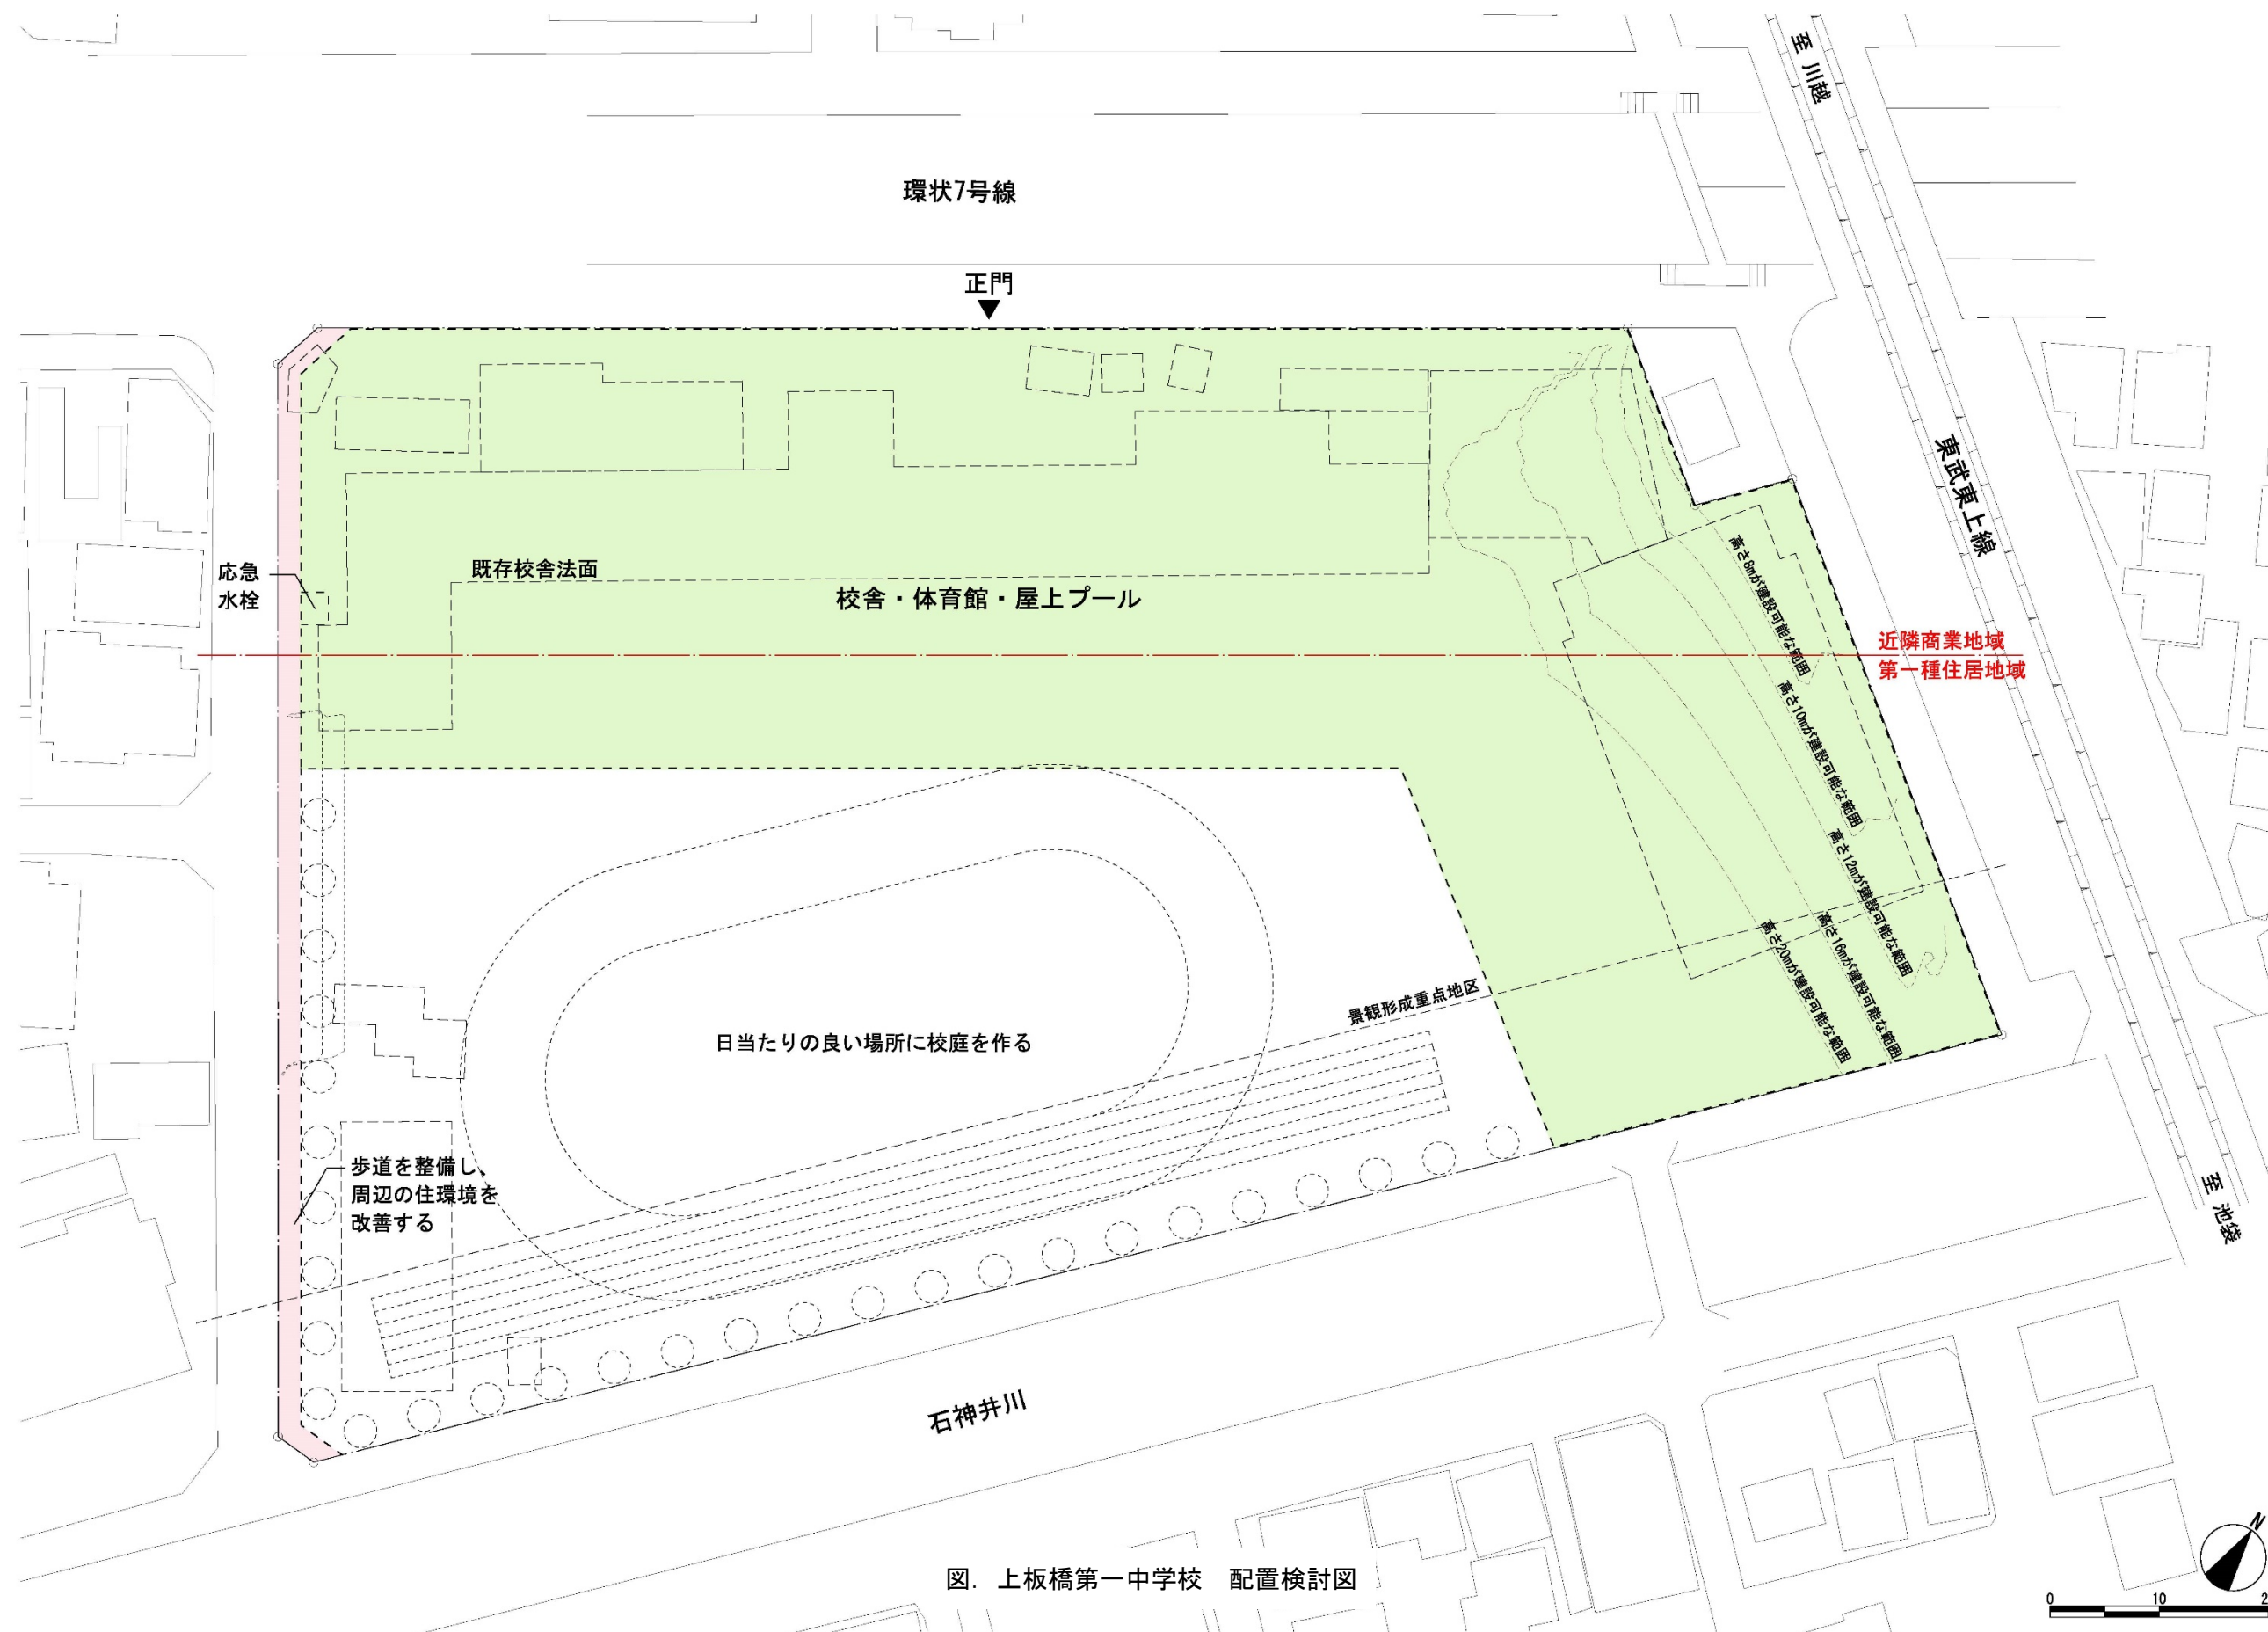 至 川越
環状7号線
正門
東武東上線
高さ8mが建設可能な範囲
応急
水栓
既存校舎法面
校舎・体育館・屋上プール
近隣商業地域
第一種住居地域
高さ10mが建設可能な範囲
高さ12mが建設可能な範囲
高さ16mが建設可能な範囲
高さ20mが建設可能な範囲
景観形成重点地区
日当たりの良い場所に校庭を作る
歩道を整備し、
周辺の住環境を
改善する
至 池袋
石神井川
図. 上板橋第一中学校 配置検討図
N
0 10 2